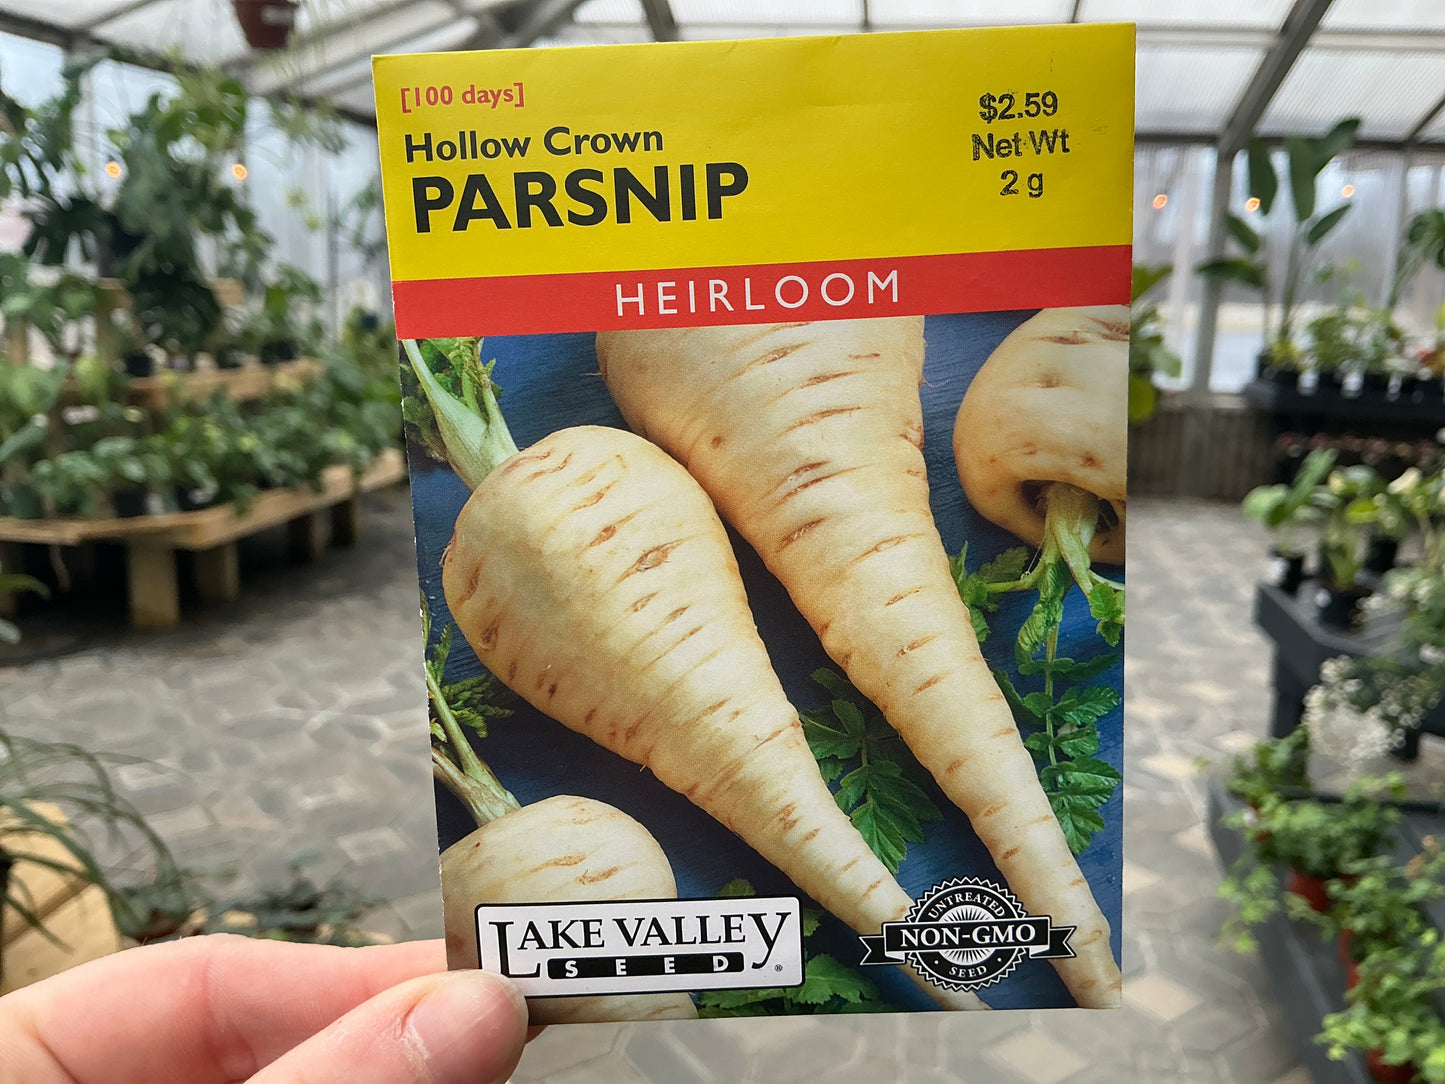 [100 days]
Hollow Crown
PARSNIP
$2.59
Net Wt
2 g
HEIRLOOM
LAKE VALLEY
SEED
®
UNTREATED
NON-GMO
SEED